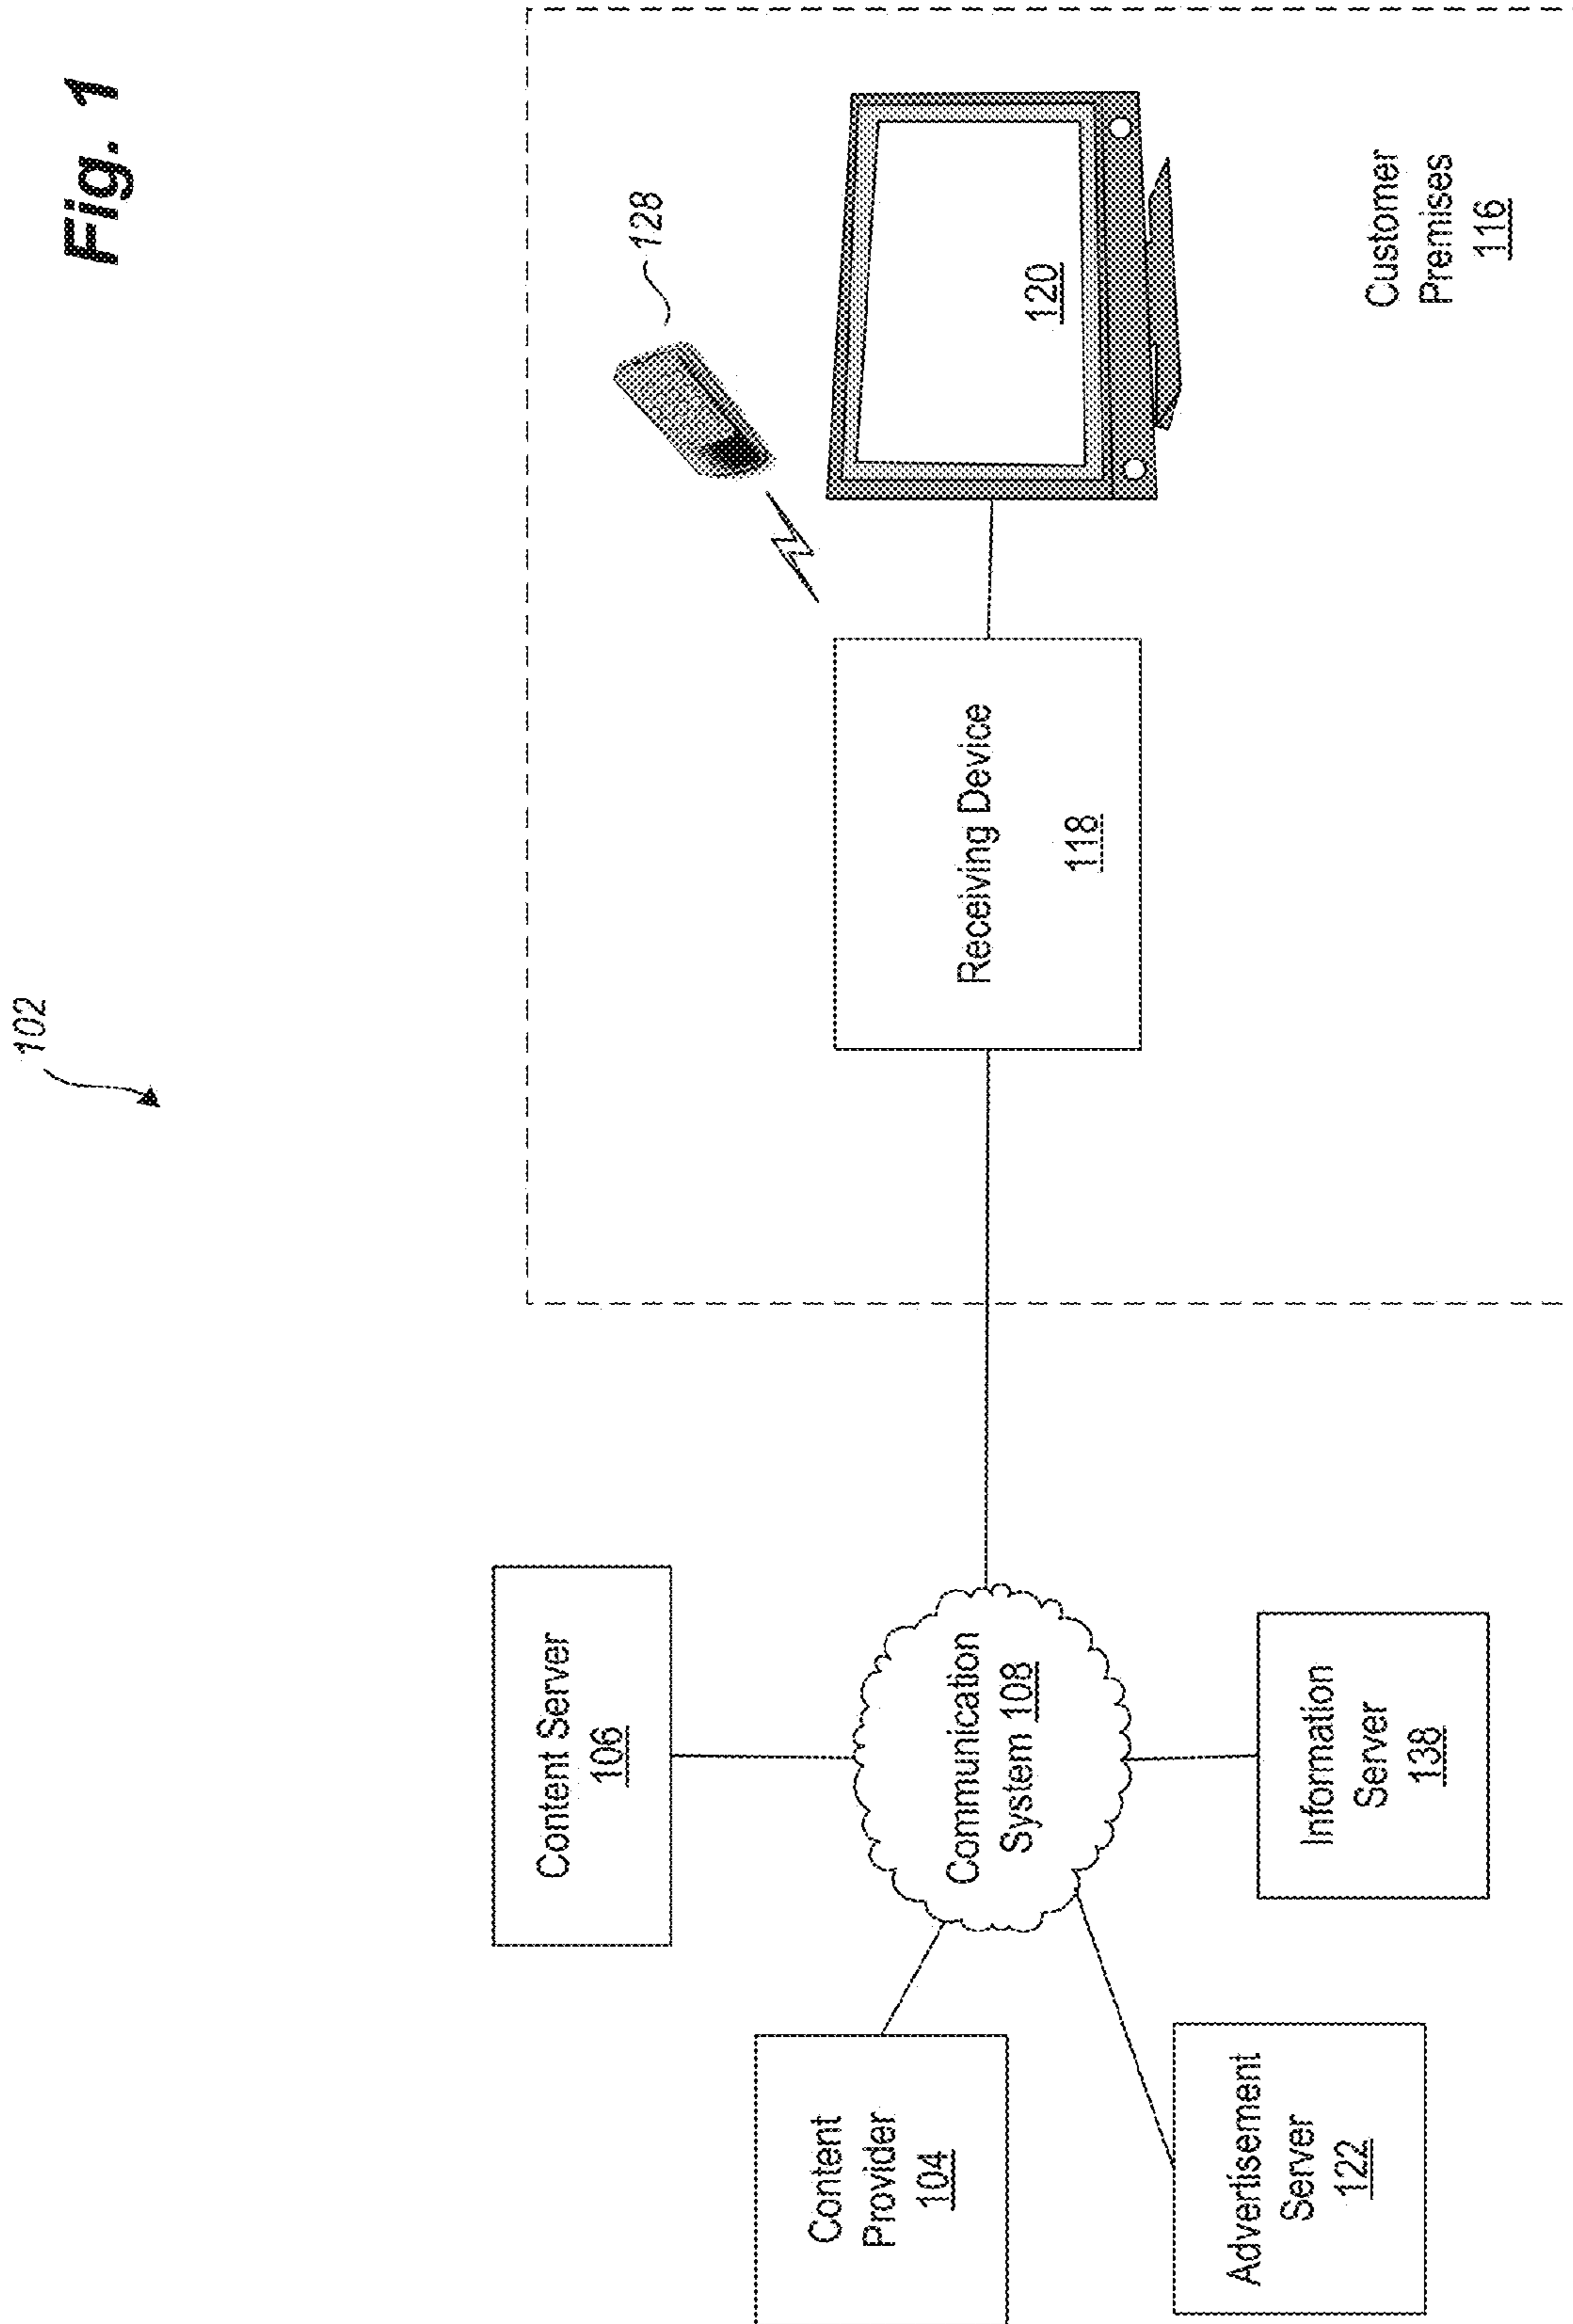 Fig. 1
102
Content Server
106
128
Content
Provider
104
Communication
System 108
Receiving Device
118
120
Advertisement
Server
122
Information
Server
138
Customer
Premises
116